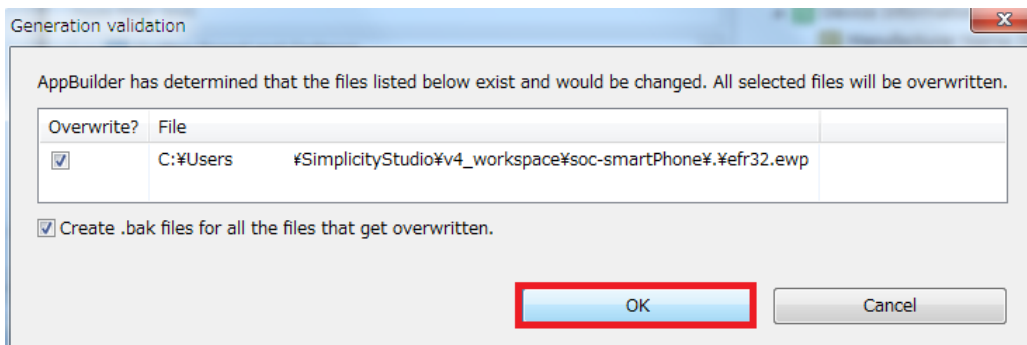 Generation validation
AppBuilder has determined that the files listed below exist and would be changed. All selected files will be overwritten.
Overwrite? File
C:¥Users ¥SimplicityStudio¥v4_workspace¥soc-smartPhone¥.¥efr32.ewp
Create .bak files for all the files that get overwritten.
OK Cancel